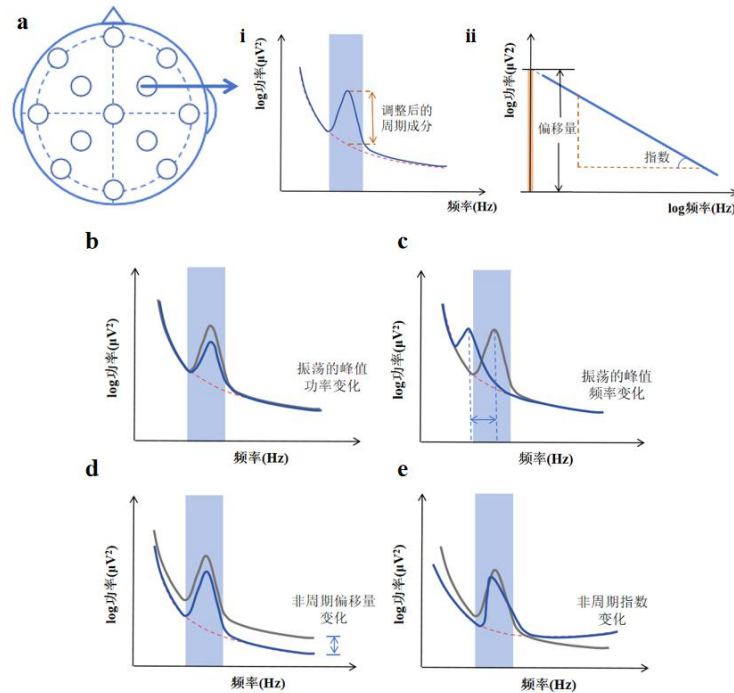 a
i
log功率(μV²)
调整后的
周期成分
频率(Hz)
ii
log功率(μV2)
偏移量
指数
log频率(Hz)
b
log功率(μV²)
振荡的峰值
功率变化
频率(Hz)
c
log功率(μV²)
振荡的峰值
频率变化
频率(Hz)
d
log功率(μV²)
非周期偏移量
变化
频率(Hz)
e
log功率(μV²)
非周期指数
变化
频率(Hz)